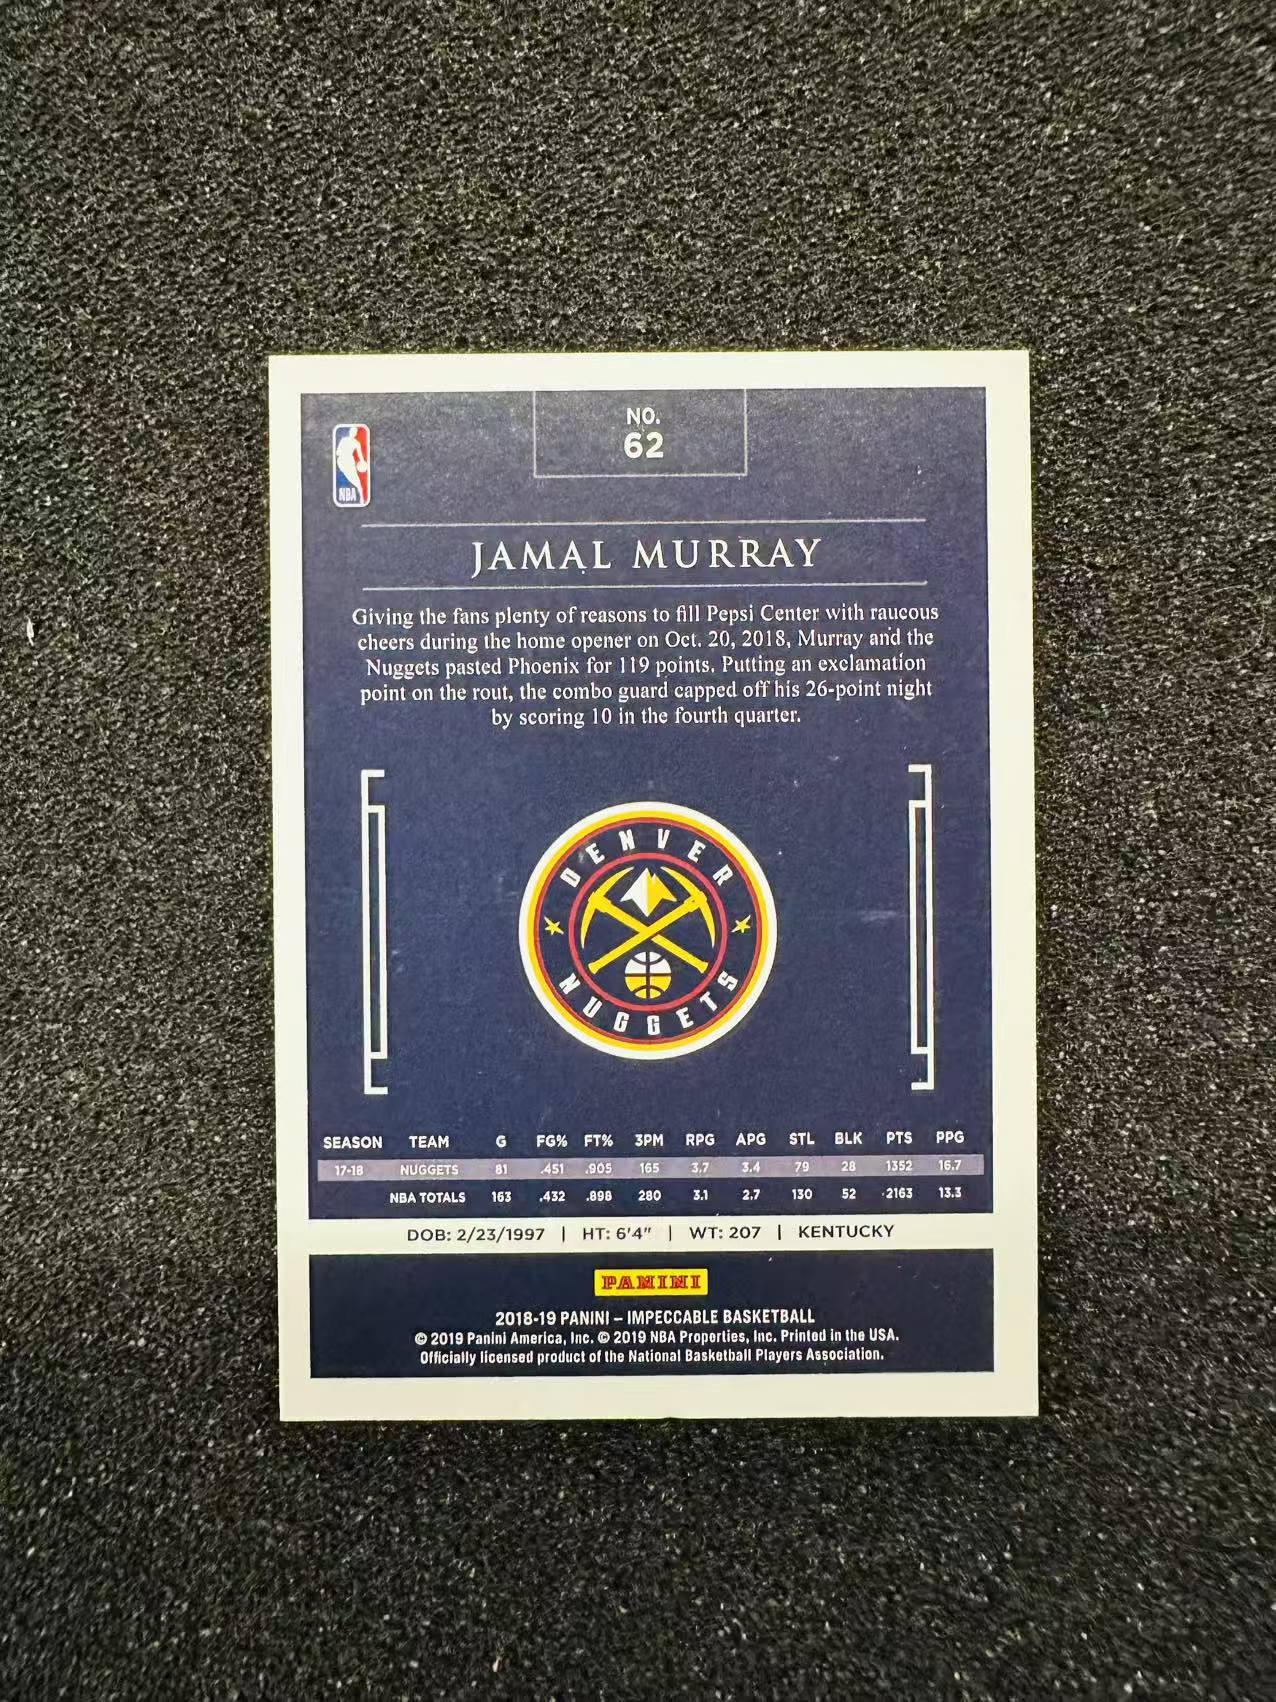 NO.
62
NBA
JAMAL MURRAY
Giving the fans plenty of reasons to fill Pepsi Center with raucous
cheers during the home opener on Oct. 20, 2018, Murray and the
Nuggets pasted Phoenix for 119 points. Putting an exclamation
point on the rout, the combo guard capped off his 26-point night
by scoring 10 in the fourth quarter.
DENVER
NUGGETS
SEASON TEAM G FG% FT% 3PM RPG APG STL BLK PTS PPG
17-18 NUGGETS 81 .451 .905 165 3.7 3.4 79 28 1352 16.7
NBA TOTALS 163 .432 .898 280 3.1 2.7 130 52 2163 13.3
DOB: 2/23/1997 | HT: 6'4" | WT: 207 | KENTUCKY
PANINI
2018-19 PANINI – IMPECCABLE BASKETBALL
© 2019 Panini America, Inc. © 2019 NBA Properties, Inc. Printed in the USA.
Officially licensed product of the National Basketball Players Association.